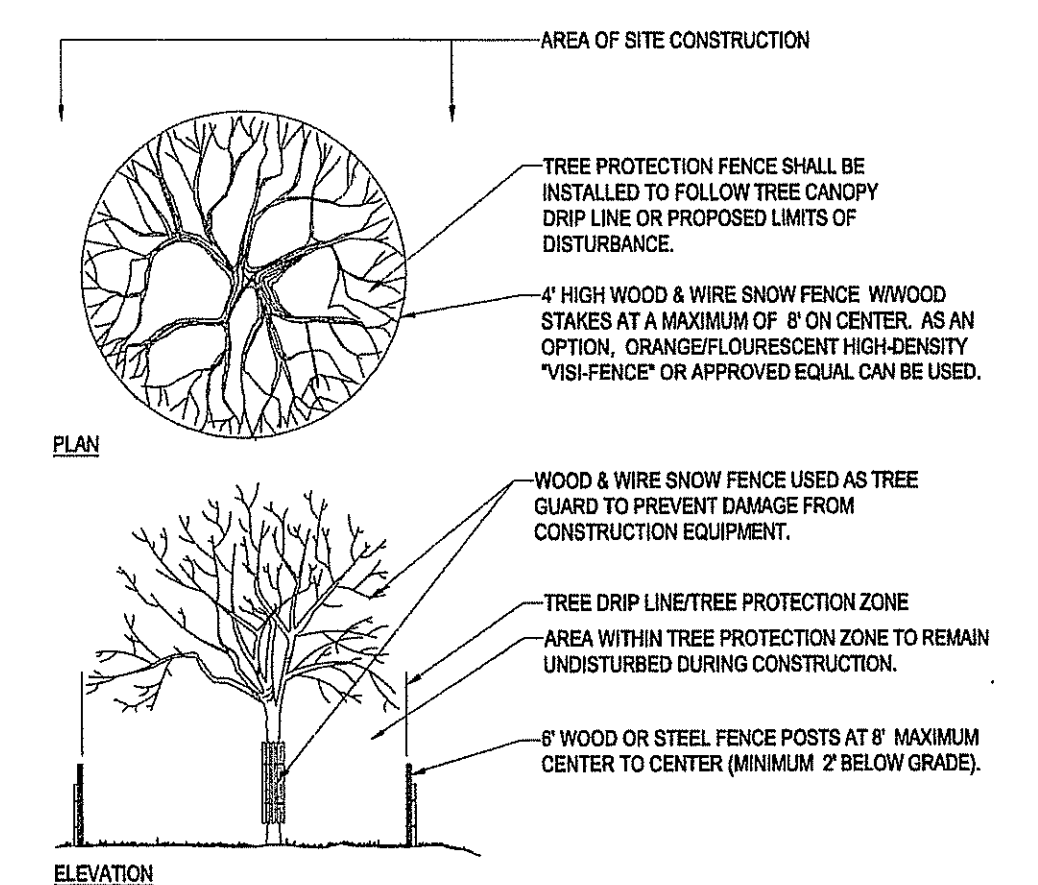 AREA OF SITE CONSTRUCTION
TREE PROTECTION FENCE SHALL BE
INSTALLED TO FOLLOW TREE CANOPY
DRIP LINE OR PROPOSED LIMITS OF
DISTURBANCE.
4' HIGH WOOD & WIRE SNOW FENCE W/WOOD
STAKES AT A MAXIMUM OF 8' ON CENTER. AS AN
OPTION, ORANGE/FLOURESCENT HIGH-DENSITY
"VISI-FENCE" OR APPROVED EQUAL CAN BE USED.
PLAN
WOOD & WIRE SNOW FENCE USED AS TREE
GUARD TO PREVENT DAMAGE FROM
CONSTRUCTION EQUIPMENT.
TREE DRIP LINE/TREE PROTECTION ZONE
AREA WITHIN TREE PROTECTION ZONE TO REMAIN
UNDISTURBED DURING CONSTRUCTION.
6' WOOD OR STEEL FENCE POSTS AT 8' MAXIMUM
CENTER TO CENTER (MINIMUM 2' BELOW GRADE).
ELEVATION